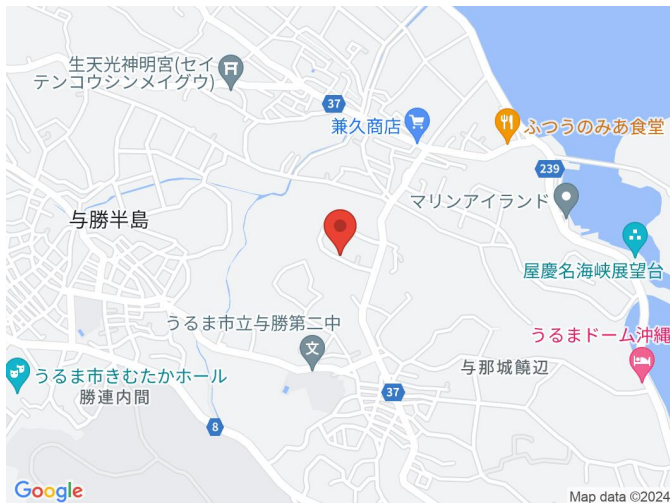 生天光神明宮(セイ
テンコウシンメイグウ)
37
兼久商店
ふつうのみあ食堂
239
マリンアイランド
与勝半島
屋慶名海峡展望台
うるま市立与勝第二中
うるまドーム沖縄
与那城饒辺
うるま市きむたかホール
勝連内間
37
8
Google
Map data ©2024